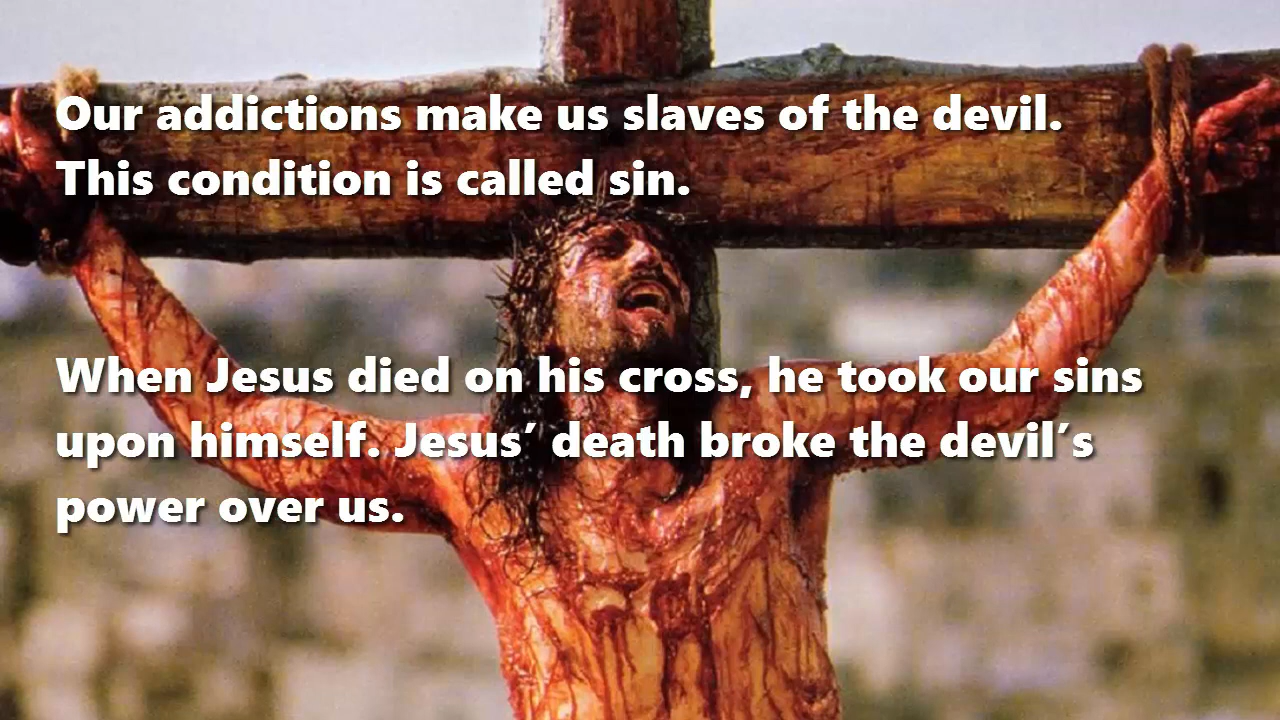 Our addictions make us slaves of the devil.
This condition is called sin.
When Jesus died on his cross, he took our sins
upon himself. Jesus´ death broke the devil´s
power over us.